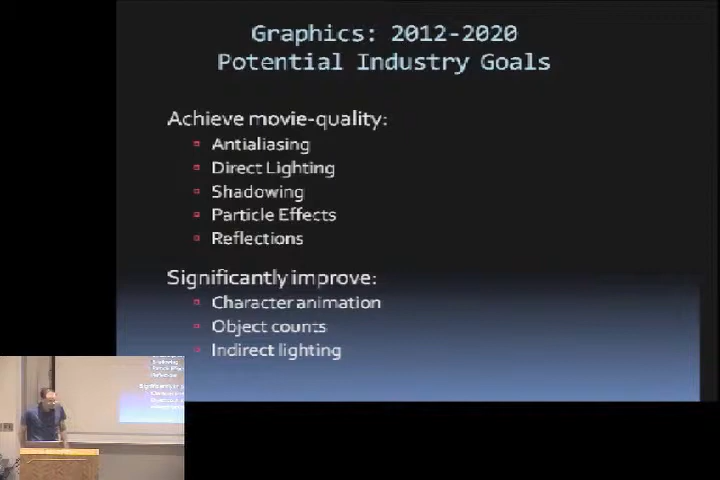 Graphics: 2012-2020
Potential Industry Goals
Achieve movie-quality:
Antialiasing
Direct Lighting
Shadowing
Particle Effects
Reflections
Significantly improve:
Character animation
Object counts
Indirect lighting